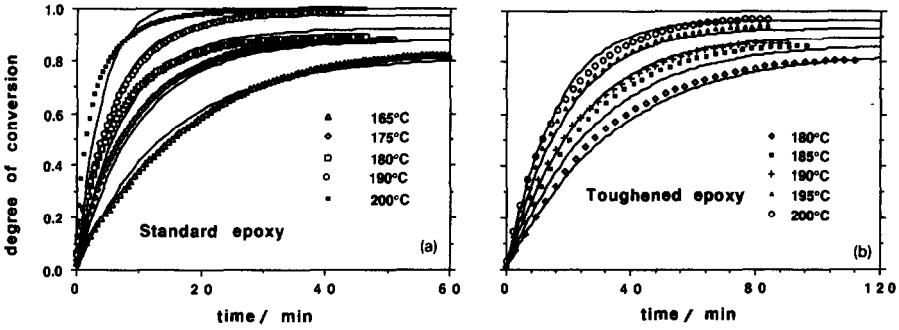 degree of conversion
1.0
0.8
0.6
0.4
0.2
0.0
0
20
40
60
time/ min
165°C
175°C
180°C
190°C
200°C
Standard epoxy
(a)
0
40
80
120
time/ min
180°C
185°C
190°C
195°C
200°C
Toughened epoxy
(b)